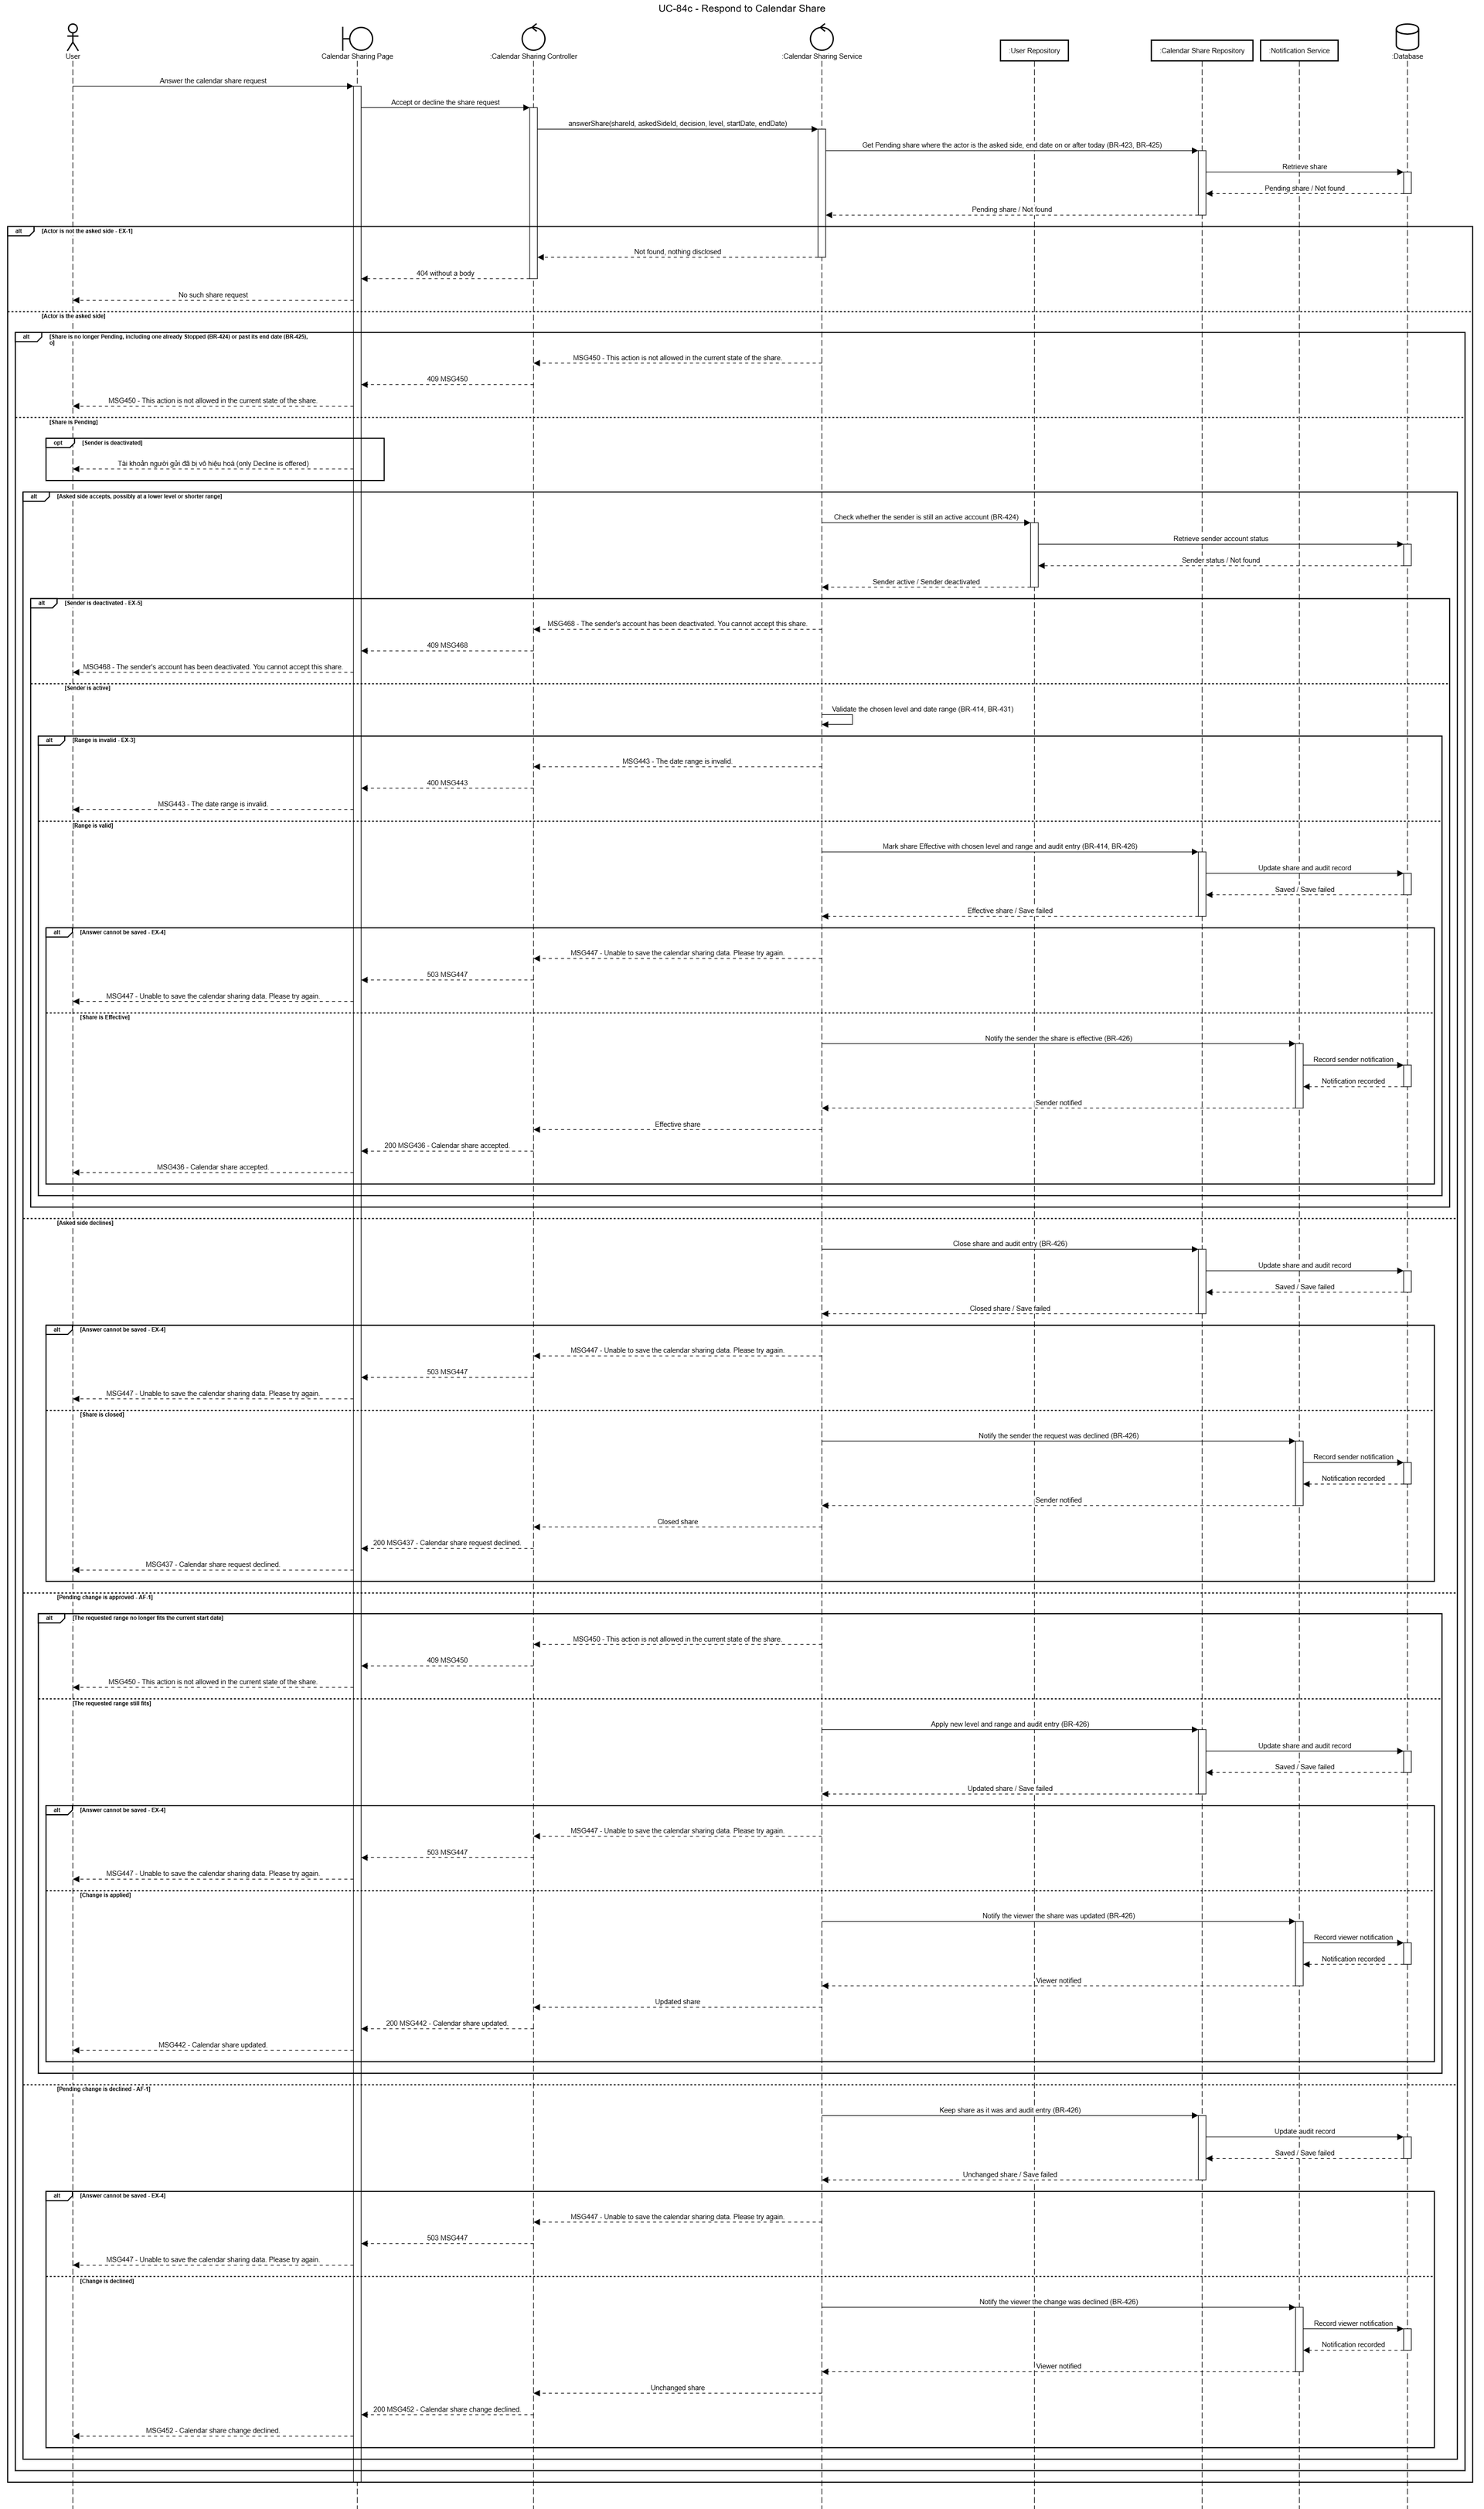 UC-84c - Respond to Calendar Share
User
Calendar Sharing Page
:Calendar Sharing Controller
:Calendar Sharing Service
:User Repository
:Calendar Share Repository
:Notification Service
:Database
Answer the calendar share request
Accept or decline the share request
answerShare(shareId, askedSideId, decision, level, startDate, endDate)
Get Pending share where the actor is the asked side, end date on or after today (BR-423, BR-425)
Retrieve share
Pending share / Not found
Pending share / Not found
alt [Actor is not the asked side - EX-1]
Not found, nothing disclosed
404 without a body
No such share request
[Actor is the asked side]
alt [Share is no longer Pending, including one already Stopped (BR-424) or past its end date (BR-425),
o]
MSG450 - This action is not allowed in the current state of the share.
409 MSG450
MSG450 - This action is not allowed in the current state of the share.
[Share is Pending]
opt [Sender is deactivated]
Tài khoản người gửi đã bị vô hiệu hoá (only Decline is offered)
alt [Asked side accepts, possibly at a lower level or shorter range]
Check whether the sender is still an active account (BR-424)
Retrieve sender account status
Sender status / Not found
Sender active / Sender deactivated
alt [Sender is deactivated - EX-5]
MSG468 - The sender's account has been deactivated. You cannot accept this share.
409 MSG468
MSG468 - The sender's account has been deactivated. You cannot accept this share.
[Sender is active]
Validate the chosen level and date range (BR-414, BR-431)
alt [Range is invalid - EX-3]
MSG443 - The date range is invalid.
400 MSG443
MSG443 - The date range is invalid.
[Range is valid]
Mark share Effective with chosen level and range and audit entry (BR-414, BR-426)
Update share and audit record
Saved / Save failed
Effective share / Save failed
alt [Answer cannot be saved - EX-4]
MSG447 - Unable to save the calendar sharing data. Please try again.
503 MSG447
MSG447 - Unable to save the calendar sharing data. Please try again.
[Share is Effective]
Notify the sender the share is effective (BR-426)
Record sender notification
Notification recorded
Sender notified
Effective share
200 MSG436 - Calendar share accepted.
MSG436 - Calendar share accepted.
[Asked side declines]
Close share and audit entry (BR-426)
Update share and audit record
Saved / Save failed
Closed share / Save failed
alt [Answer cannot be saved - EX-4]
MSG447 - Unable to save the calendar sharing data. Please try again.
503 MSG447
MSG447 - Unable to save the calendar sharing data. Please try again.
[Share is closed]
Notify the sender the request was declined (BR-426)
Record sender notification
Notification recorded
Sender notified
Closed share
200 MSG437 - Calendar share request declined.
MSG437 - Calendar share request declined.
[Pending change is approved - AF-1]
alt [The requested range no longer fits the current start date]
MSG450 - This action is not allowed in the current state of the share.
409 MSG450
MSG450 - This action is not allowed in the current state of the share.
[The requested range still fits]
Apply new level and range and audit entry (BR-426)
Update share and audit record
Saved / Save failed
Updated share / Save failed
alt [Answer cannot be saved - EX-4]
MSG447 - Unable to save the calendar sharing data. Please try again.
503 MSG447
MSG447 - Unable to save the calendar sharing data. Please try again.
[Change is applied]
Notify the viewer the share was updated (BR-426)
Record viewer notification
Notification recorded
Viewer notified
Updated share
200 MSG442 - Calendar share updated.
MSG442 - Calendar share updated.
[Pending change is declined - AF-1]
Keep share as it was and audit entry (BR-426)
Update audit record
Saved / Save failed
Unchanged share / Save failed
alt [Answer cannot be saved - EX-4]
MSG447 - Unable to save the calendar sharing data. Please try again.
503 MSG447
MSG447 - Unable to save the calendar sharing data. Please try again.
[Change is declined]
Notify the viewer the change was declined (BR-426)
Record viewer notification
Notification recorded
Viewer notified
Unchanged share
200 MSG452 - Calendar share change declined.
MSG452 - Calendar share change declined.